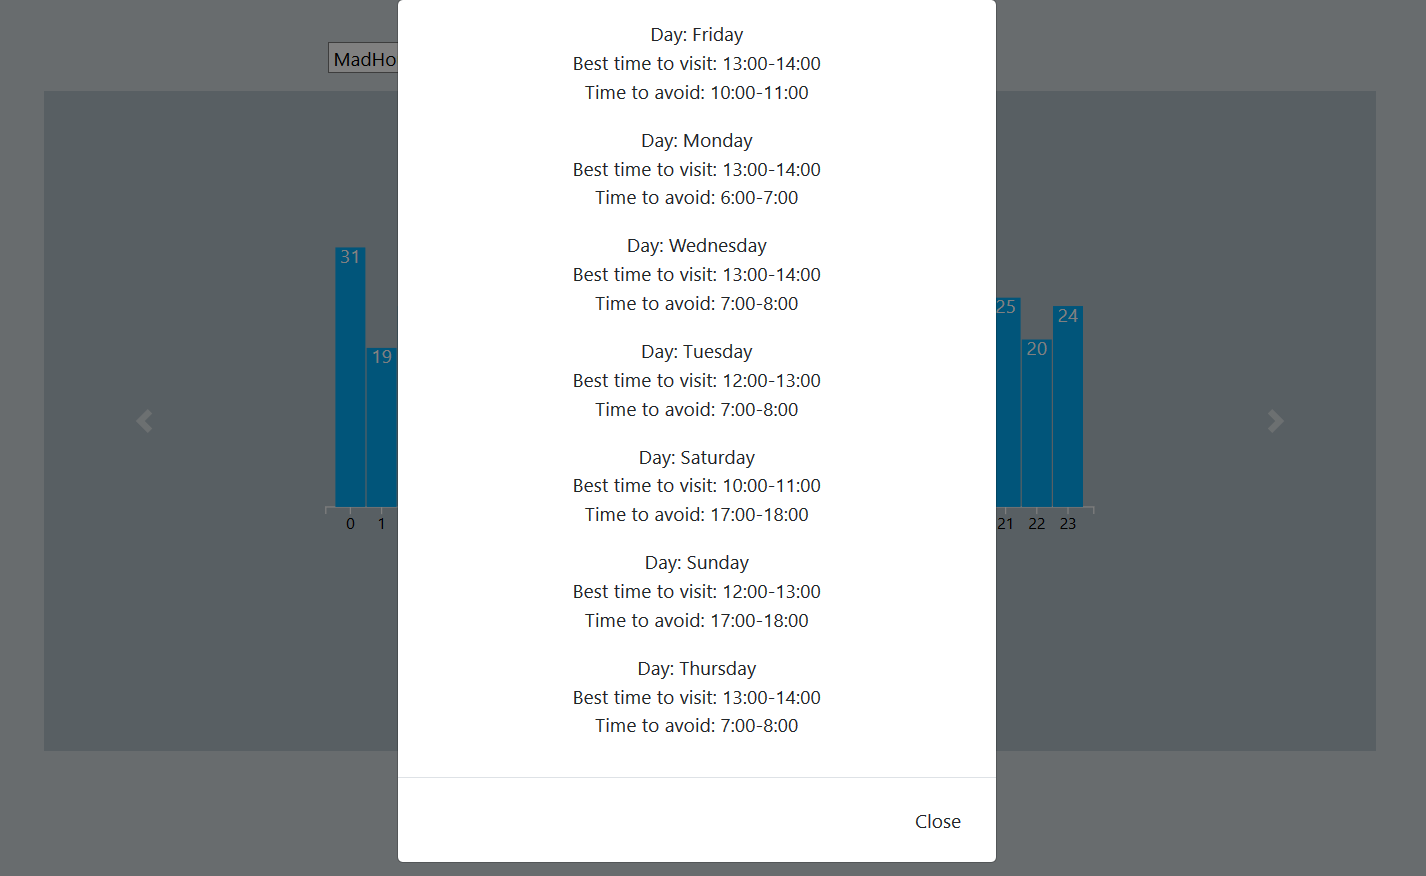 Day: Friday
Best time to visit: 13:00-14:00
Time to avoid: 10:00-11:00
MadHo
Day: Monday
Best time to visit: 13:00-14:00
Time to avoid: 6:00-7:00
Day: Wednesday
Best time to visit: 13:00-14:00
Time to avoid: 7:00-8:00
Day: Tuesday
Best time to visit: 12:00-13:00
Time to avoid: 7:00-8:00
Day: Saturday
Best time to visit: 10:00-11:00
Time to avoid: 17:00-18:00
Day: Sunday
Best time to visit: 12:00-13:00
Time to avoid: 17:00-18:00
Day: Thursday
Best time to visit: 13:00-14:00
Time to avoid: 7:00-8:00
Close
31
19
25
20
24
0 1 21 22 23